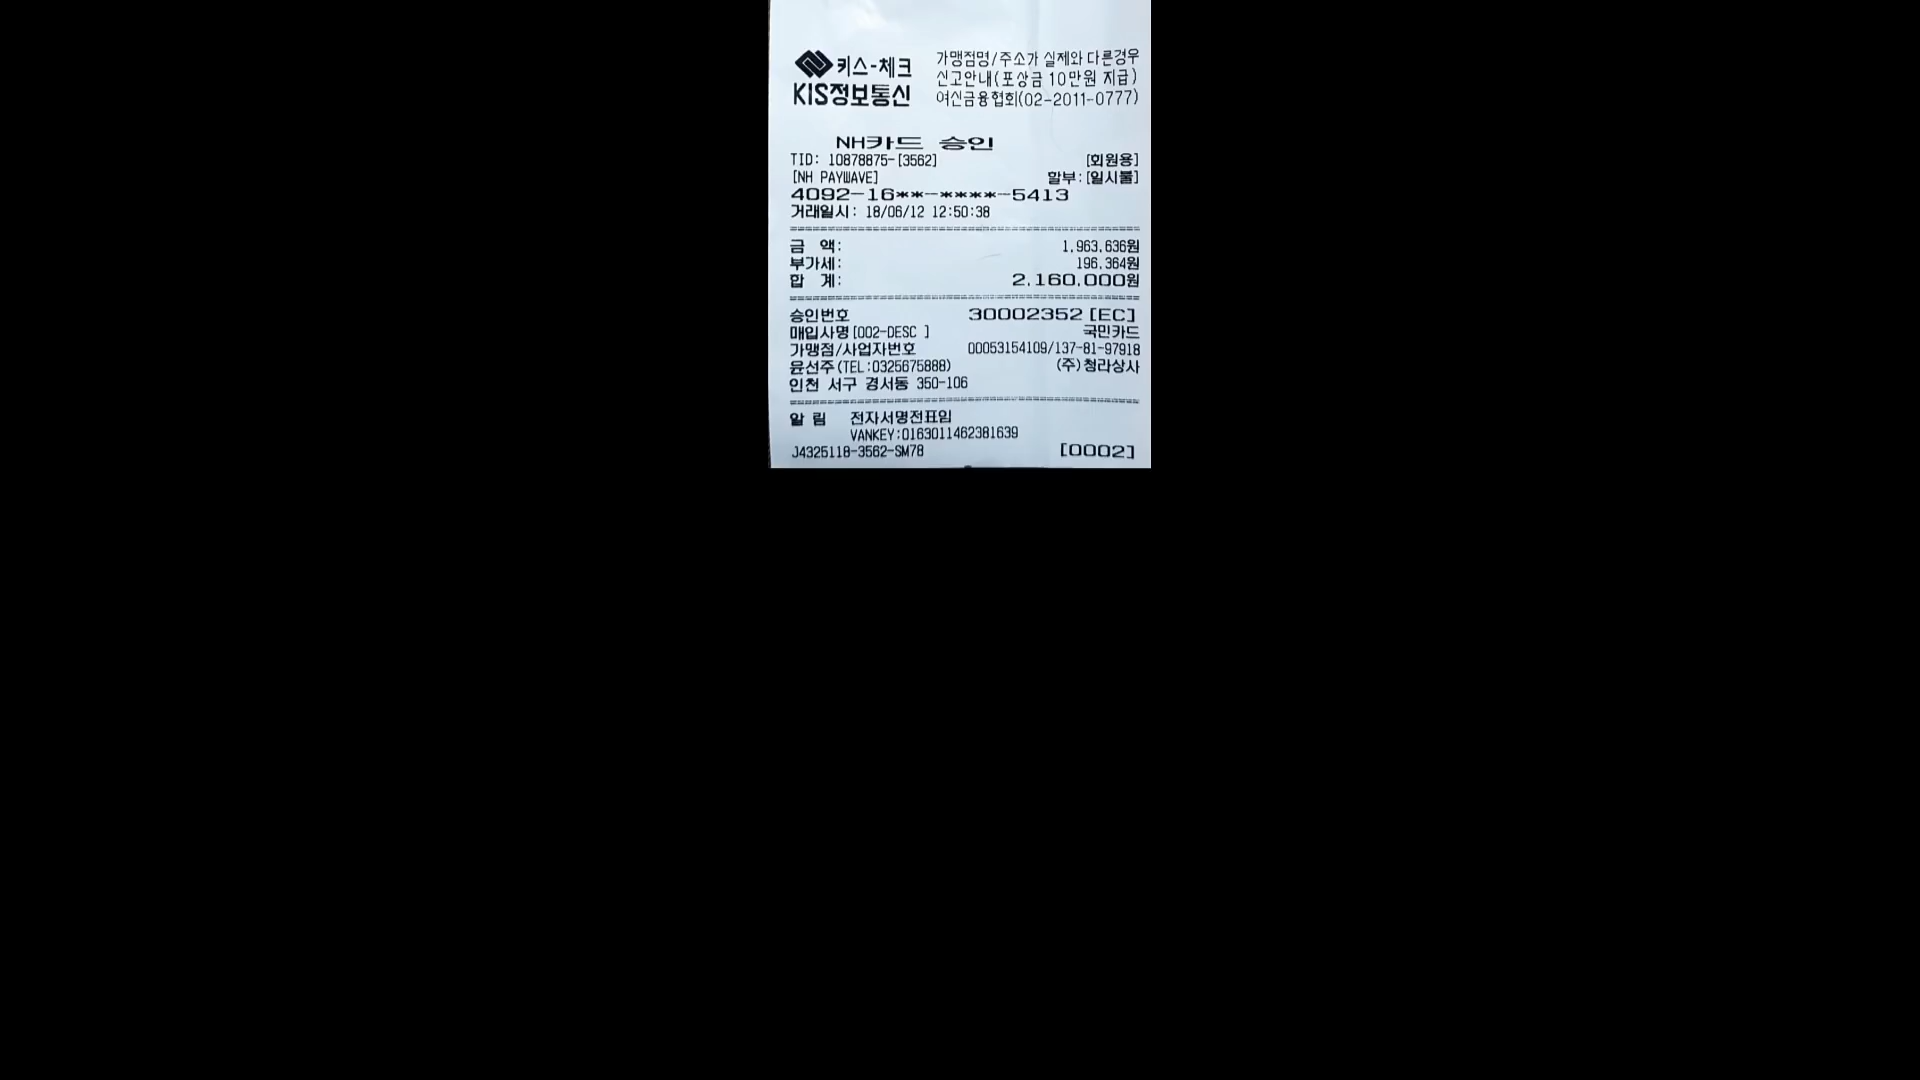 키스-체크
KIS정보통신
가맹점명/주소가 실제와 다른경우
신고안내(포상금 10만원 지급)
여신금융협회(02-2011-0777)
NH카드 승인
TID: 10878875-[3562] [회원용]
[NH PAYWAVE] 할부:[일시불]
4092-16**-****-5413
거래일시: 18/06/12 12:50:38
금 액: 1,963,636원
부가세: 196,364원
합 계: 2,160,000원
승인번호 30002352 [EC]
매입사명[002-DESC ] 국민카드
가맹점/사업자번호 00053154109/137-81-97918
윤선주(TEL:0325675888) (주)청라상사
인천 서구 경서동 350-106
알 림 전자서명전표임
VANKEY:0163011462381639
J4325118-3562-SM78 [0002]